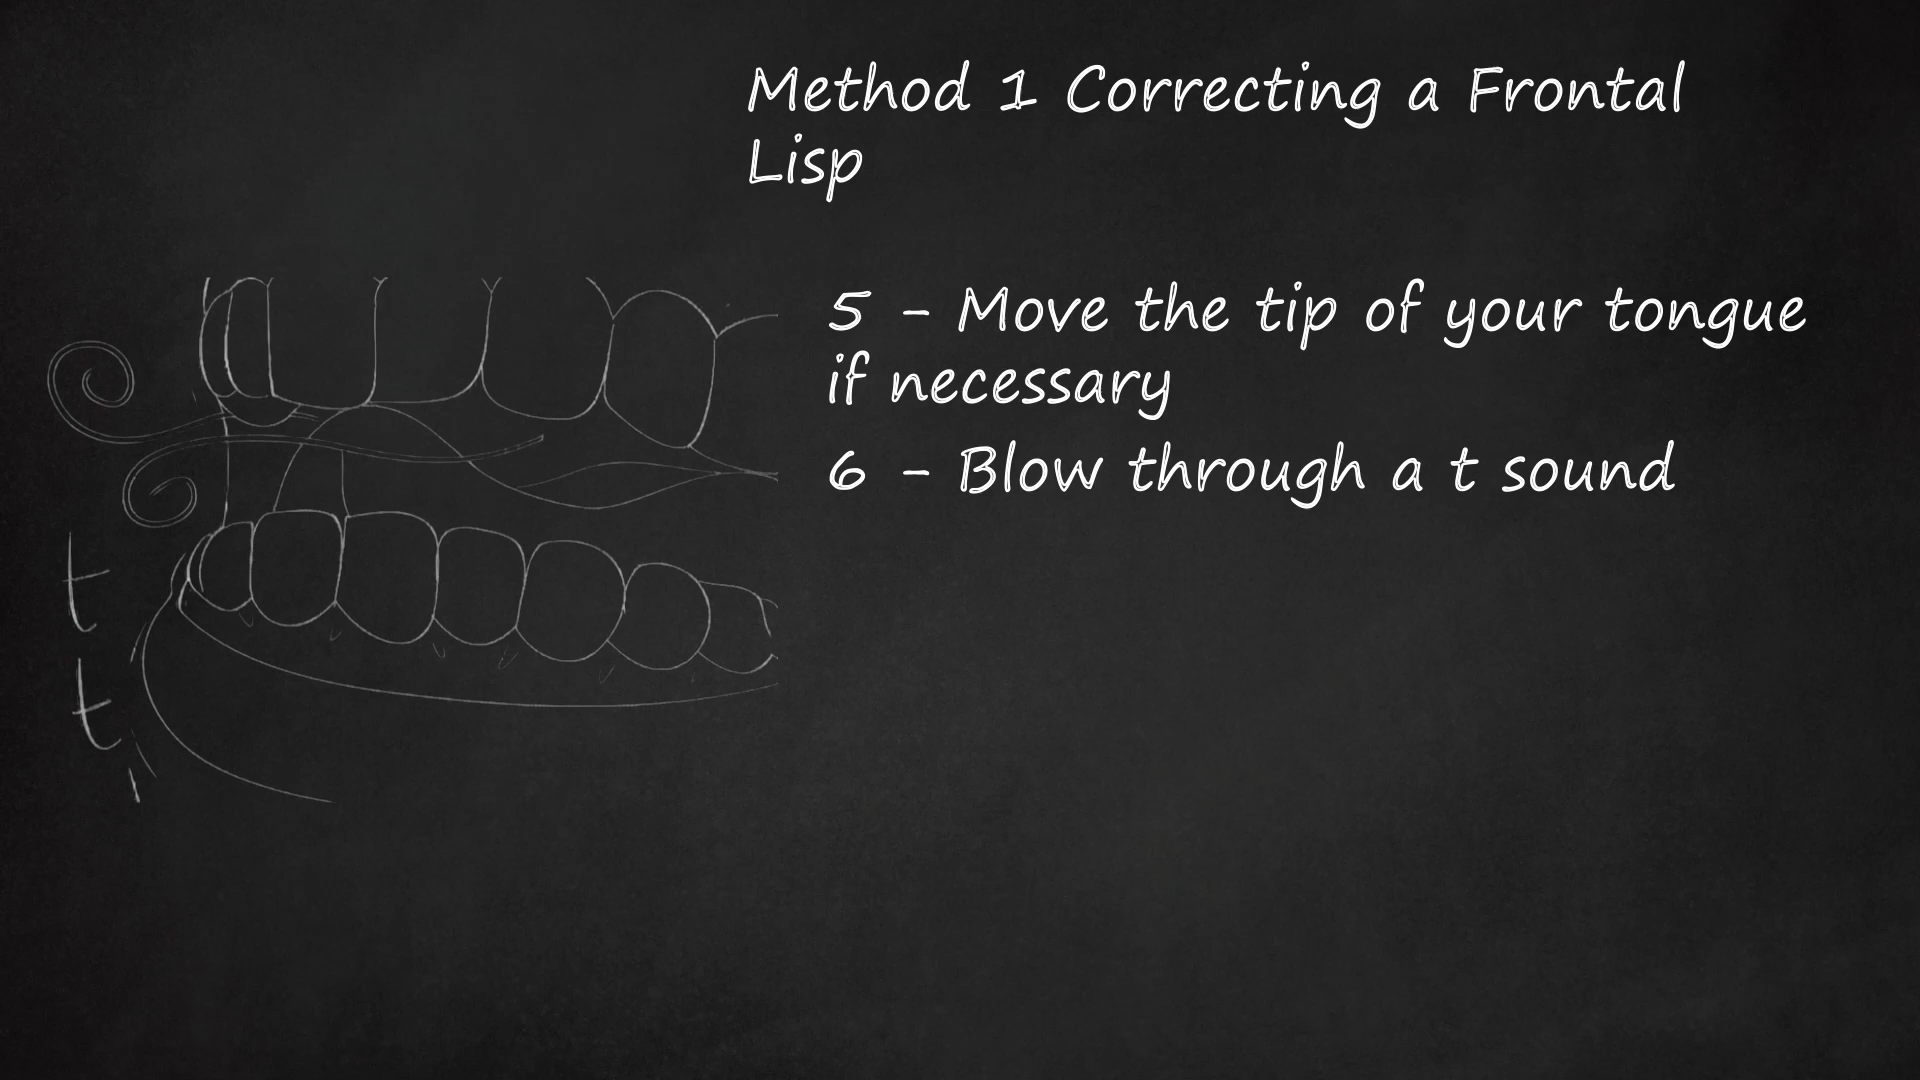 Method 1 Correcting a Frontal
Lisp
5 - Move the tip of your tongue
if necessary
6 - Blow through a t sound
t
t